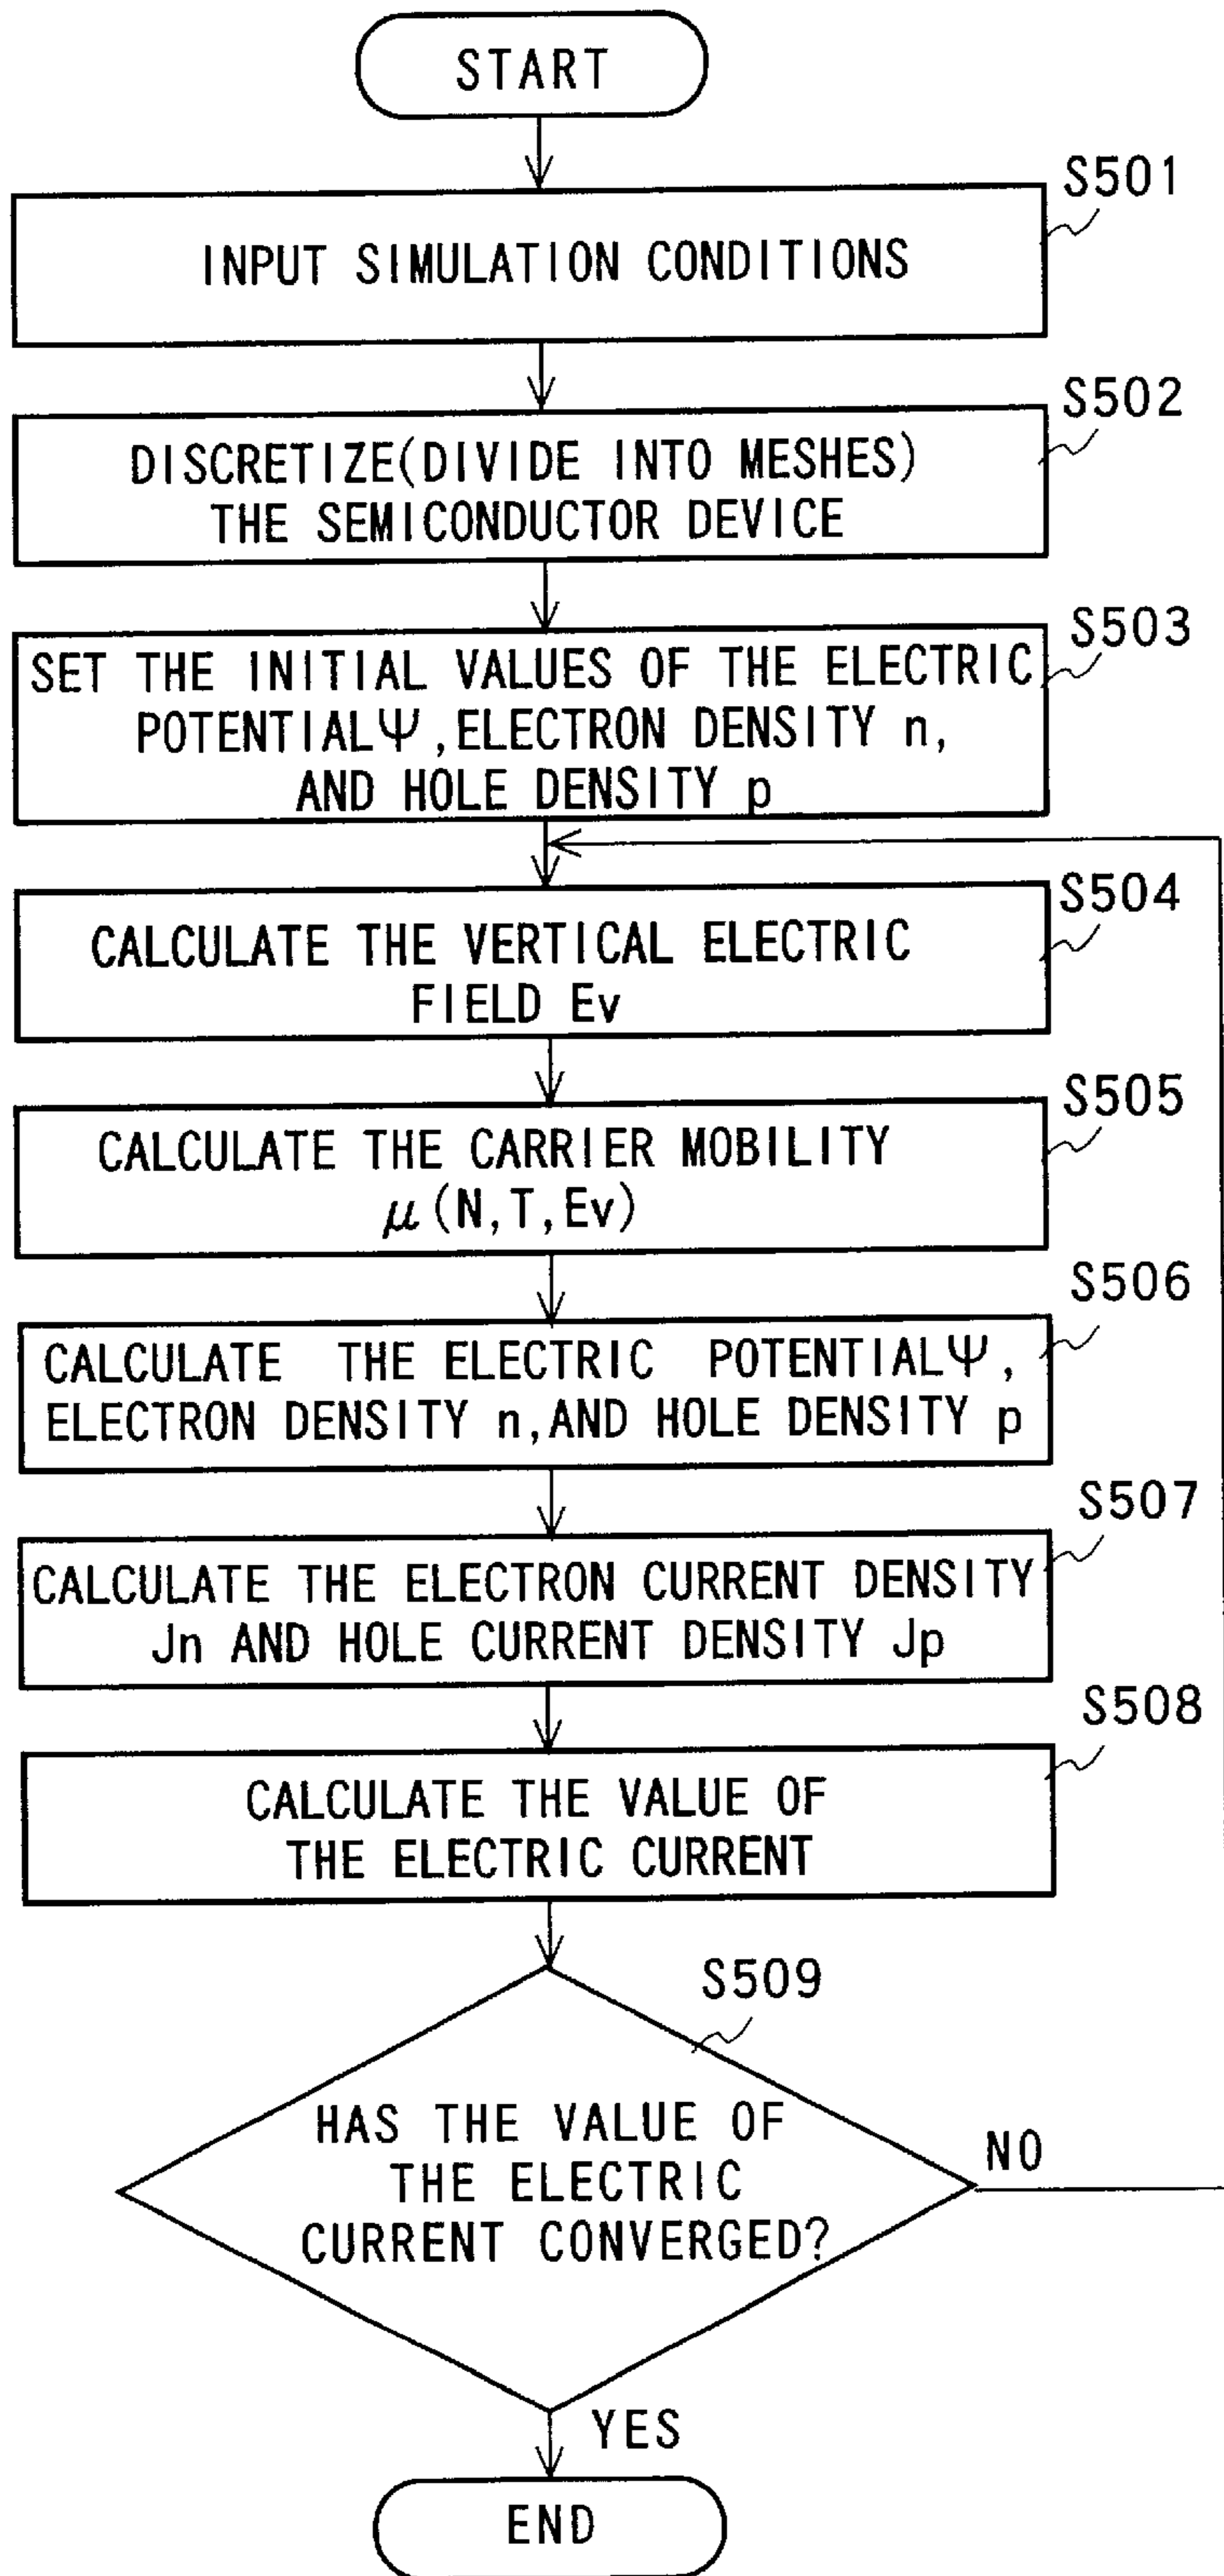 START
S501
INPUT SIMULATION CONDITIONS
S502
DISCRETIZE(DIVIDE INTO MESHES)
THE SEMICONDUCTOR DEVICE
S503
SET THE INITIAL VALUES OF THE ELECTRIC
POTENTIALΨ,ELECTRON DENSITY n,
AND HOLE DENSITY p
S504
CALCULATE THE VERTICAL ELECTRIC
FIELD Ev
S505
CALCULATE THE CARRIER MOBILITY
μ(N,T,Ev)
S506
CALCULATE THE ELECTRIC POTENTIALΨ,
ELECTRON DENSITY n,AND HOLE DENSITY p
S507
CALCULATE THE ELECTRON CURRENT DENSITY
Jn AND HOLE CURRENT DENSITY Jp
S508
CALCULATE THE VALUE OF
THE ELECTRIC CURRENT
S509
HAS THE VALUE OF
THE ELECTRIC
CURRENT CONVERGED?
NO
YES
END